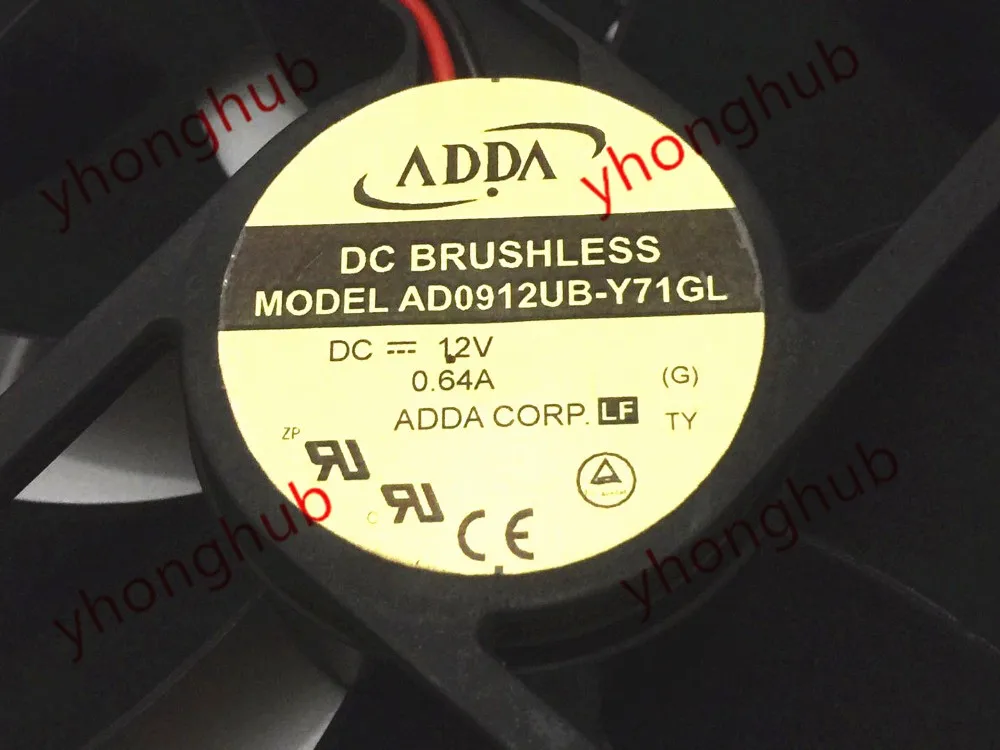 ADDA
DC BRUSHLESS
MODEL AD0912UB-Y71GL
DC ⎓ 12V
0.64A
(G)
ADDA CORP. LF
TY
ZP
C
CE
yhonghub
yhonghub
yhonghub
yhonghub